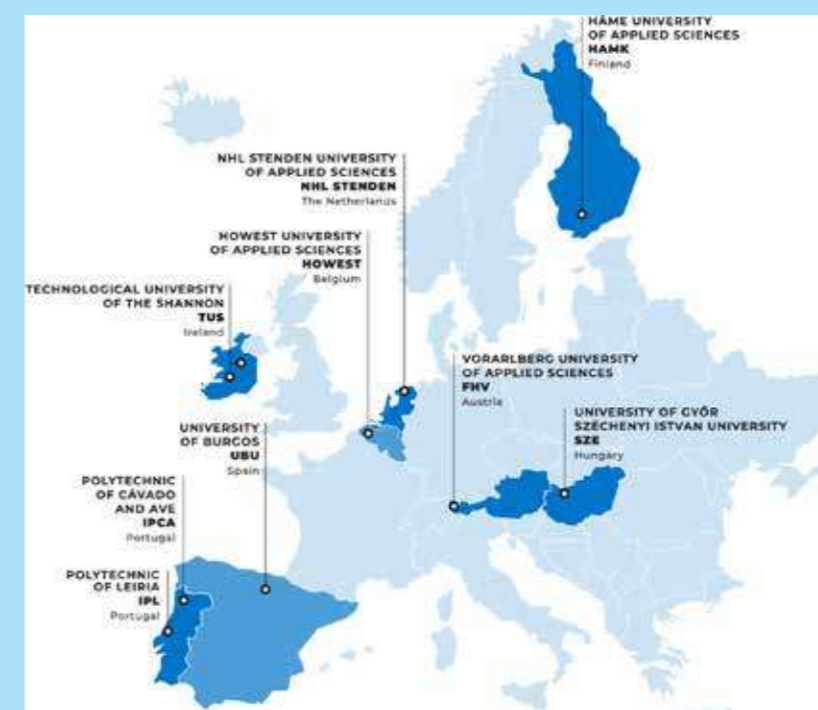 HÄME UNIVERSITY
OF APPLIED SCIENCES
HAMK
Finland
NHL STENDEN UNIVERSITY
OF APPLIED SCIENCES
NHL STENDEN
The Netherlands
HOWEST UNIVERSITY
OF APPLIED SCIENCES
HOWEST
Belgium
TECHNOLOGICAL UNIVERSITY
OF THE SHANNON
TUS
Ireland
VORARLBERG UNIVERSITY
OF APPLIED SCIENCES
FHV
Austria
UNIVERSITY OF GYŐR
SZÉCHENYI ISTVAN UNIVERSITY
SZE
Hungary
UNIVERSITY
OF BURGOS
UBU
Spain
POLYTECHNIC
OF CÁVADO
AND AVE
IPCA
Portugal
POLYTECHNIC
OF LEIRIA
IPL
Portugal